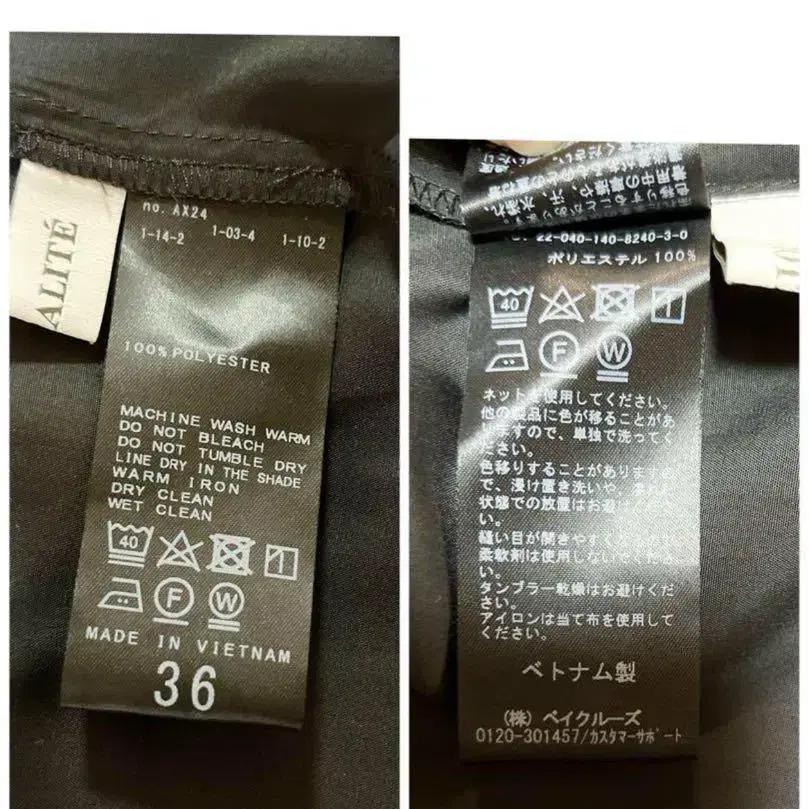 ALITÉ
no. AX24
1-14-2 1-03-4 1-10-2
100% POLYESTER
MACHINE WASH WARM
DO NOT BLEACH
DO NOT TUMBLE DRY
LINE DRY IN THE SHADE
WARM IRON
DRY CLEAN
WET CLEAN
40
F W
MADE IN VIETNAM
36
着用中の摩擦や、汗、水濡れ、
22-040-140-8240-3-0
ポリエステル 100%
40
F W
ネットを使用してください。
他の製品に色が移ることがあ
りますので、単独で洗ってく
ださい。
色移りすることがありますの
で、浸け置き洗いや、濡れた
状態での放置はお避けくださ
い。
縫い目が開きやすく
柔軟剤は使用しないでくださ
い。
タンブラー乾燥はお避けくだ
さい。
アイロンは当て布を使用して
ください。
ベトナム製
(株) ベイクルーズ
0120-301457/カスタマーサポート